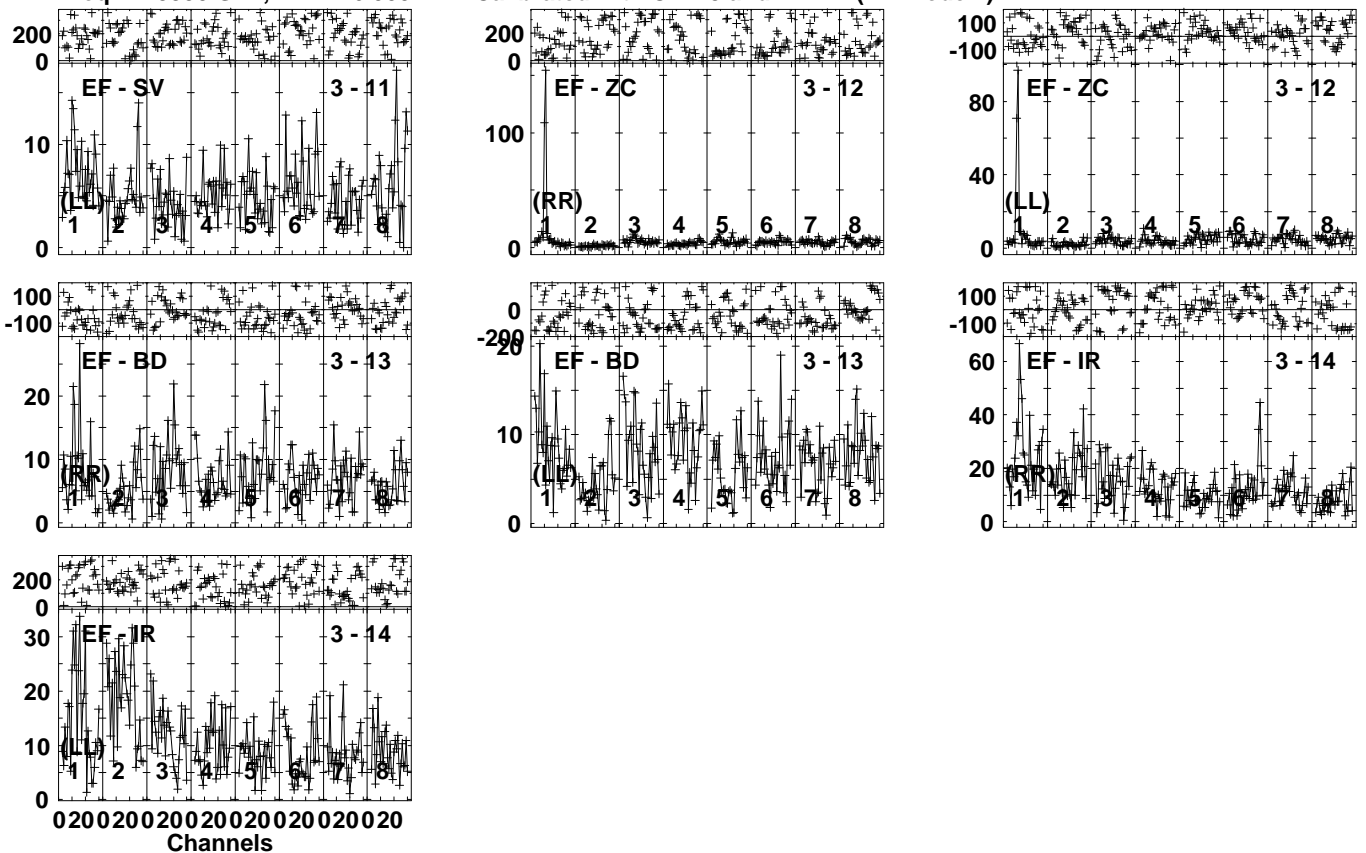 200
0
EF - SV 3 - 11
10
0
(LL)
1 2 3 4 5 6 7 8
200
0
EF - ZC 3 - 12
100
0
(RR)
1 2 3 4 5 6 7 8
100
-100
EF - ZC 3 - 12
80
40
0
(LL)
1 2 3 4 5 6 7 8
100
-100
EF - BD 3 - 13
20
10
0
(RR)
1 2 3 4 5 6 7 8
0
-200
EF - BD 3 - 13
20
10
0
(LL)
1 2 3 4 5 6 7 8
100
-100
EF - IR 3 - 14
60
40
20
0
(RR)
1 2 3 4 5 6 7 8
200
0
EF - IR 3 - 14
30
20
10
0
(LL)
1 2 3 4 5 6 7 8
0 20 0 20 0 20 0 20 0 20 0 20 0 20 0 20
Channels